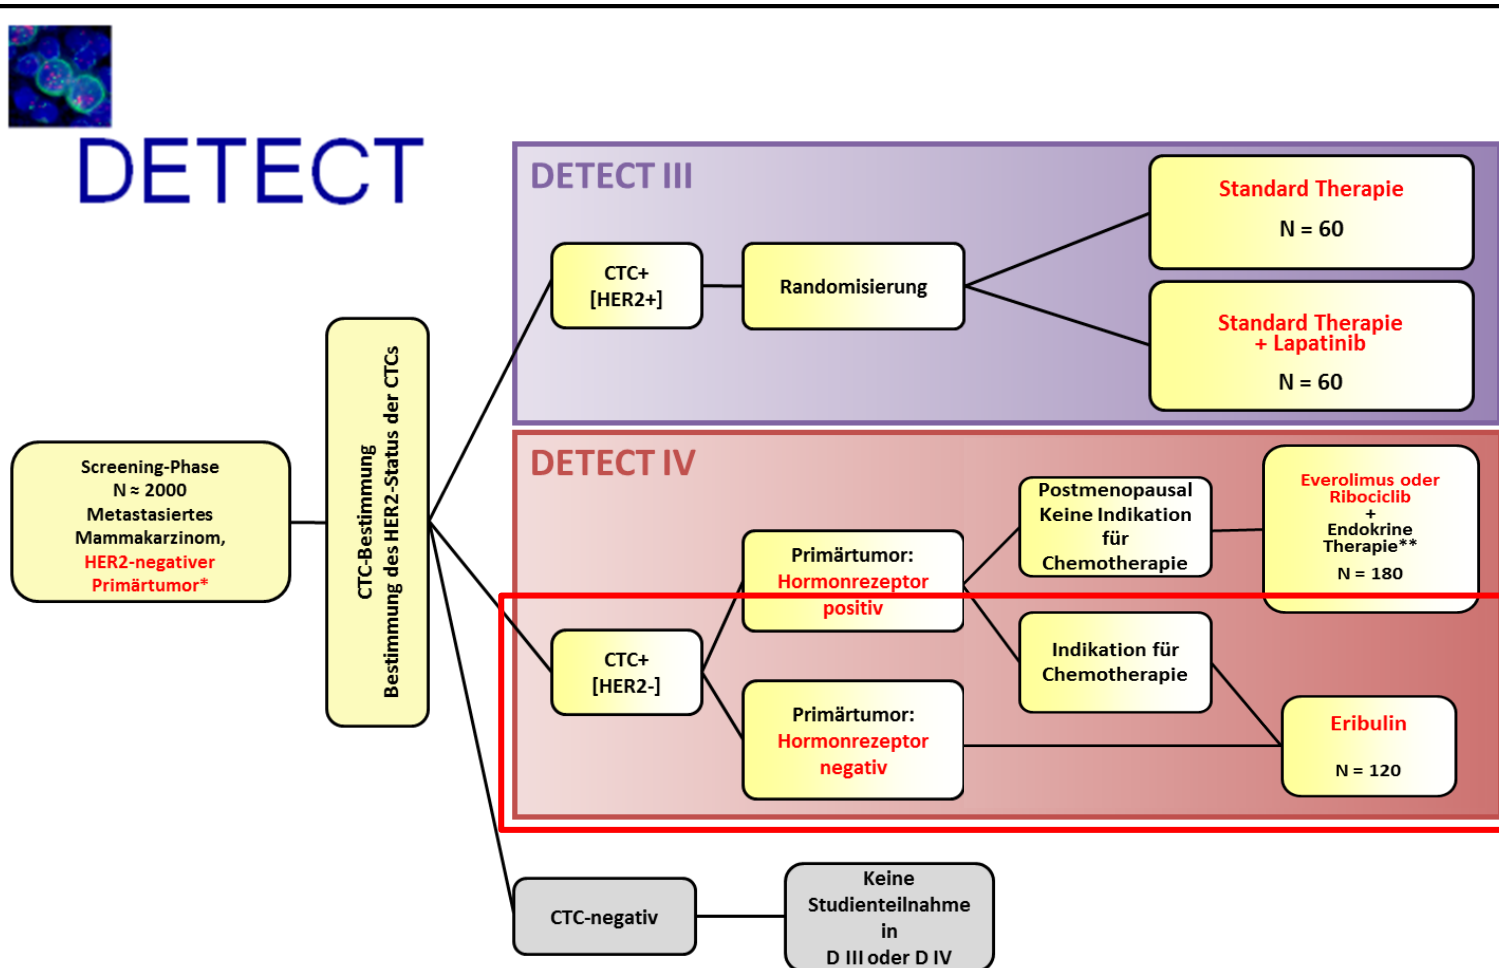 DETECT
Screening-Phase
N ≈ 2000
Metastasiertes
Mammakarzinom,
HER2-negativer
Primärtumor*
CTC-Bestimmung
Bestimmung des HER2-Status der CTCs
DETECT III
CTC+
[HER2+]
Randomisierung
Standard Therapie
N = 60
Standard Therapie
+ Lapatinib
N = 60
DETECT IV
CTC+
[HER2-]
Primärtumor:
Hormonrezeptor
positiv
Postmenopausal
Keine Indikation
für
Chemotherapie
Everolimus oder
Ribociclib
+
Endokrine
Therapie**
N = 180
Indikation für
Chemotherapie
Primärtumor:
Hormonrezeptor
negativ
Eribulin
N = 120
CTC-negativ
Keine
Studienteilnahme
in
D III oder D IV